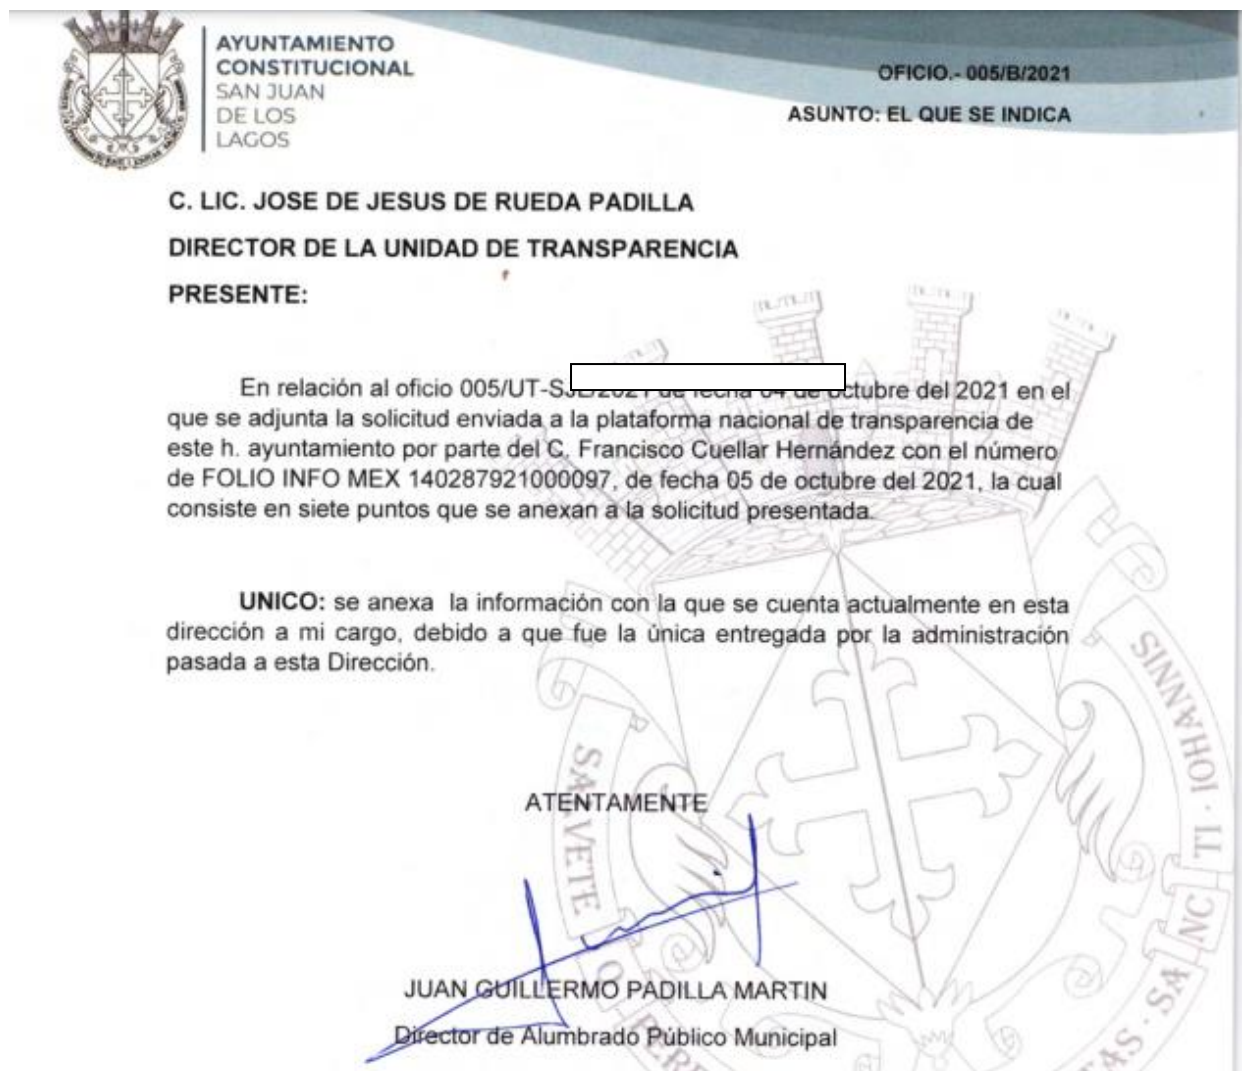 AYUNTAMIENTO
CONSTITUCIONAL
SAN JUAN
DE LOS
LAGOS
OFICIO.- 005/B/2021
ASUNTO: EL QUE SE INDICA
C. LIC. JOSE DE JESUS DE RUEDA PADILLA
DIRECTOR DE LA UNIDAD DE TRANSPARENCIA
PRESENTE:
En relación al oficio 005/UT- octubre del 2021 en el
que se adjunta la solicitud enviada a la plataforma nacional de transparencia de
este h. ayuntamiento por parte del C. Francisco Cuellar Hernández con el número
de FOLIO INFO MEX 140287921000097, de fecha 05 de octubre del 2021, la cual
consiste en siete puntos que se anexan a la solicitud presentada.
UNICO: se anexa la información con la que se cuenta actualmente en esta
dirección a mi cargo, debido a que fue la única entregada por la administración
pasada a esta Dirección.
ATENTAMENTE
JUAN GUILLERMO PADILLA MARTIN
Director de Alumbrado Público Municipal
SALVETE
IOHANNIS